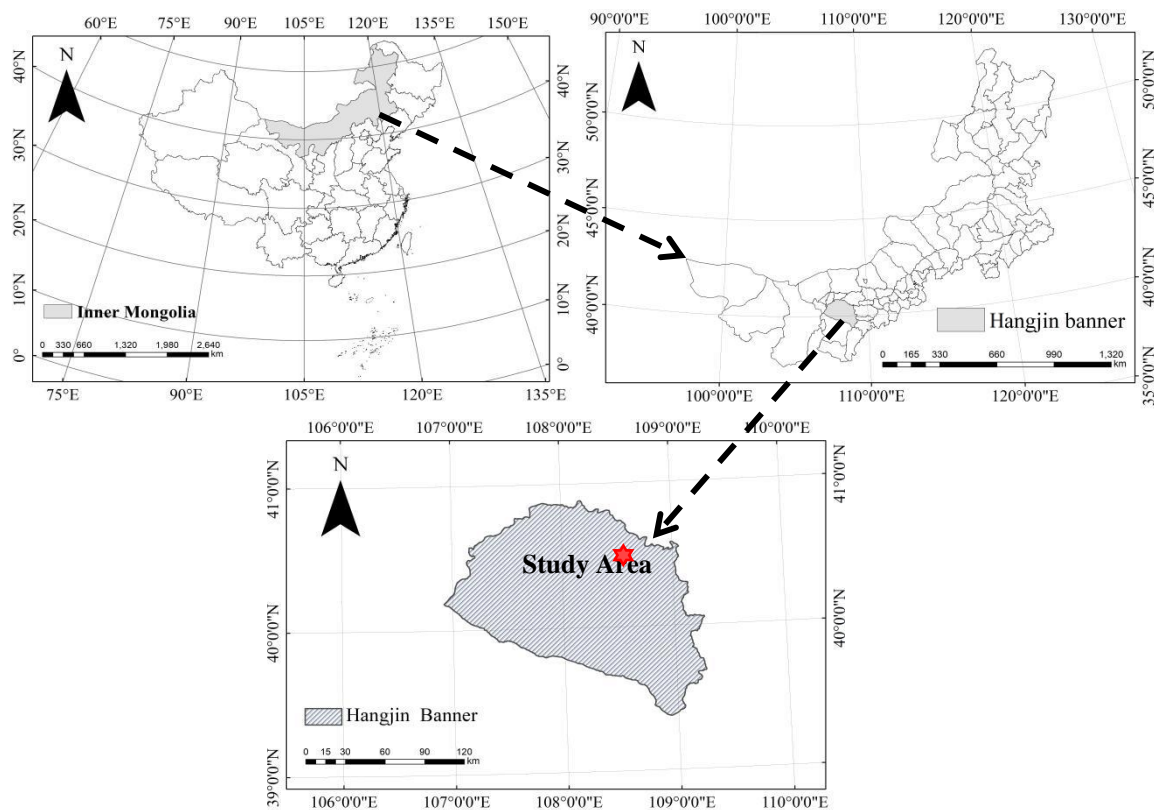 60°E 75°E 90°E 105°E 120°E 135°E 150°E
N
40°N
30°N
20°N
10°N
0°
40°N
30°N
20°N
10°N
0°
Inner Mongolia
0 330 660 1,320 1,980 2,640
km
75°E 90°E 105°E 120°E 135°E
90°0'0"E 100°0'0"E 110°0'0"E 120°0'0"E 130°0'0"E
N
50°0'0"N
45°0'0"N
40°0'0"N
50°0'0"N
45°0'0"N
40°0'0"N
35°0'0"N
Hangjin banner
0 165 330 660 990 1,320
km
100°0'0"E 110°0'0"E 120°0'0"E
106°0'0"E 107°0'0"E 108°0'0"E 109°0'0"E 110°0'0"E
N
41°0'0"N
40°0'0"N
39°0'0"N
41°0'0"N
40°0'0"N
39°0'0"N
Study Area
Hangjin Banner
0 15 30 60 90 120
km
106°0'0"E 107°0'0"E 108°0'0"E 109°0'0"E 110°0'0"E